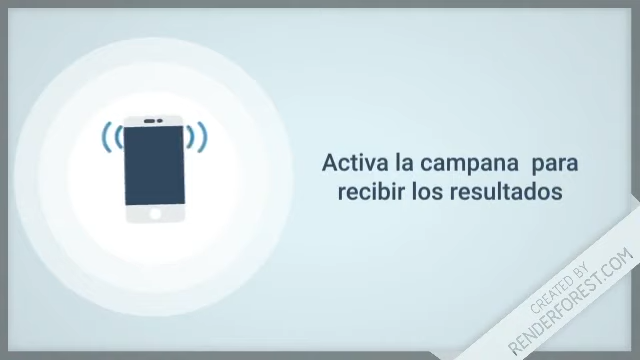 Activa la campana  para
recibir los resultados
CREATED BY
RENDERFOREST.COM